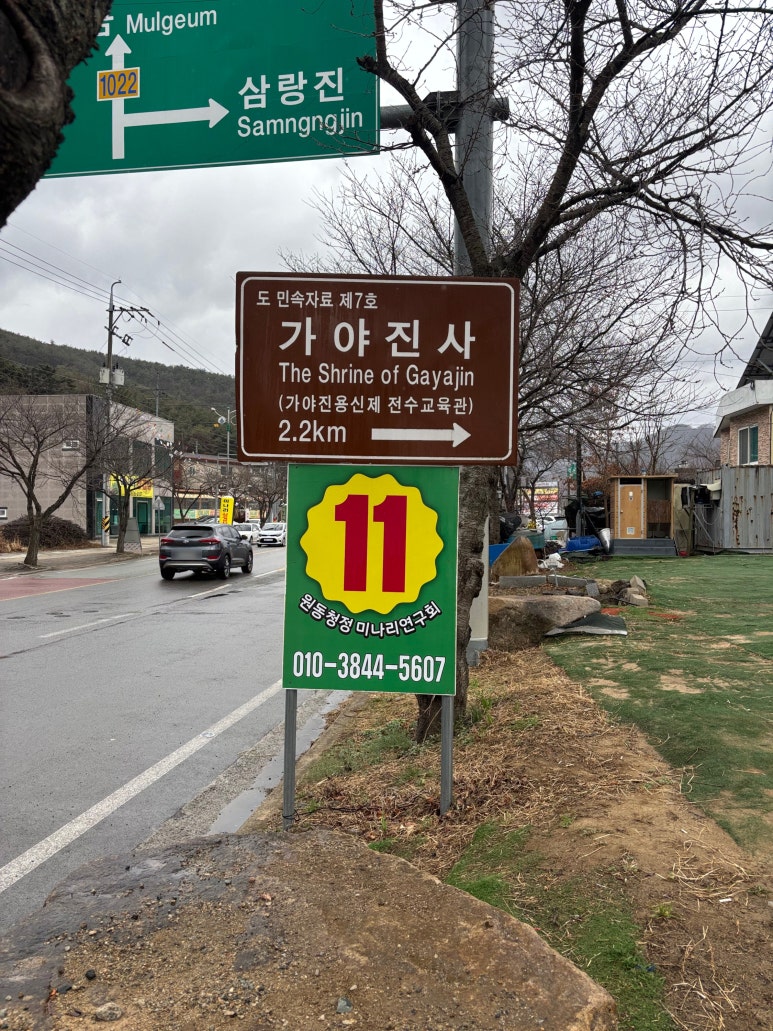 Mulgeum
1022
삼랑진
Samngngjin
도 민속자료 제7호
가야진사
The Shrine of Gayajin
(가야진용신제 전수교육관)
2.2km
11
원동청정 미나리연구회
010-3844-5607